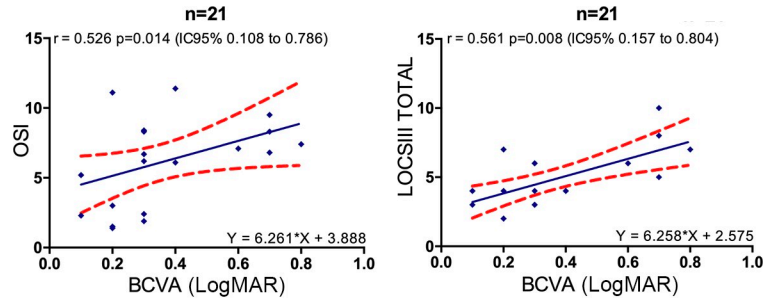 n=21
r = 0.526 p=0.014 (IC95% 0.108 to 0.786)
15
10
5
0
OSI
Y = 6.261*X + 3.888
0.0 0.2 0.4 0.6 0.8 1.0
BCVA (LogMAR)
n=21
r = 0.561 p=0.008 (IC95% 0.157 to 0.804)
15
10
5
0
LOCSIII TOTAL
Y = 6.258*X + 2.575
0.0 0.2 0.4 0.6 0.8 1.0
BCVA (LogMAR)